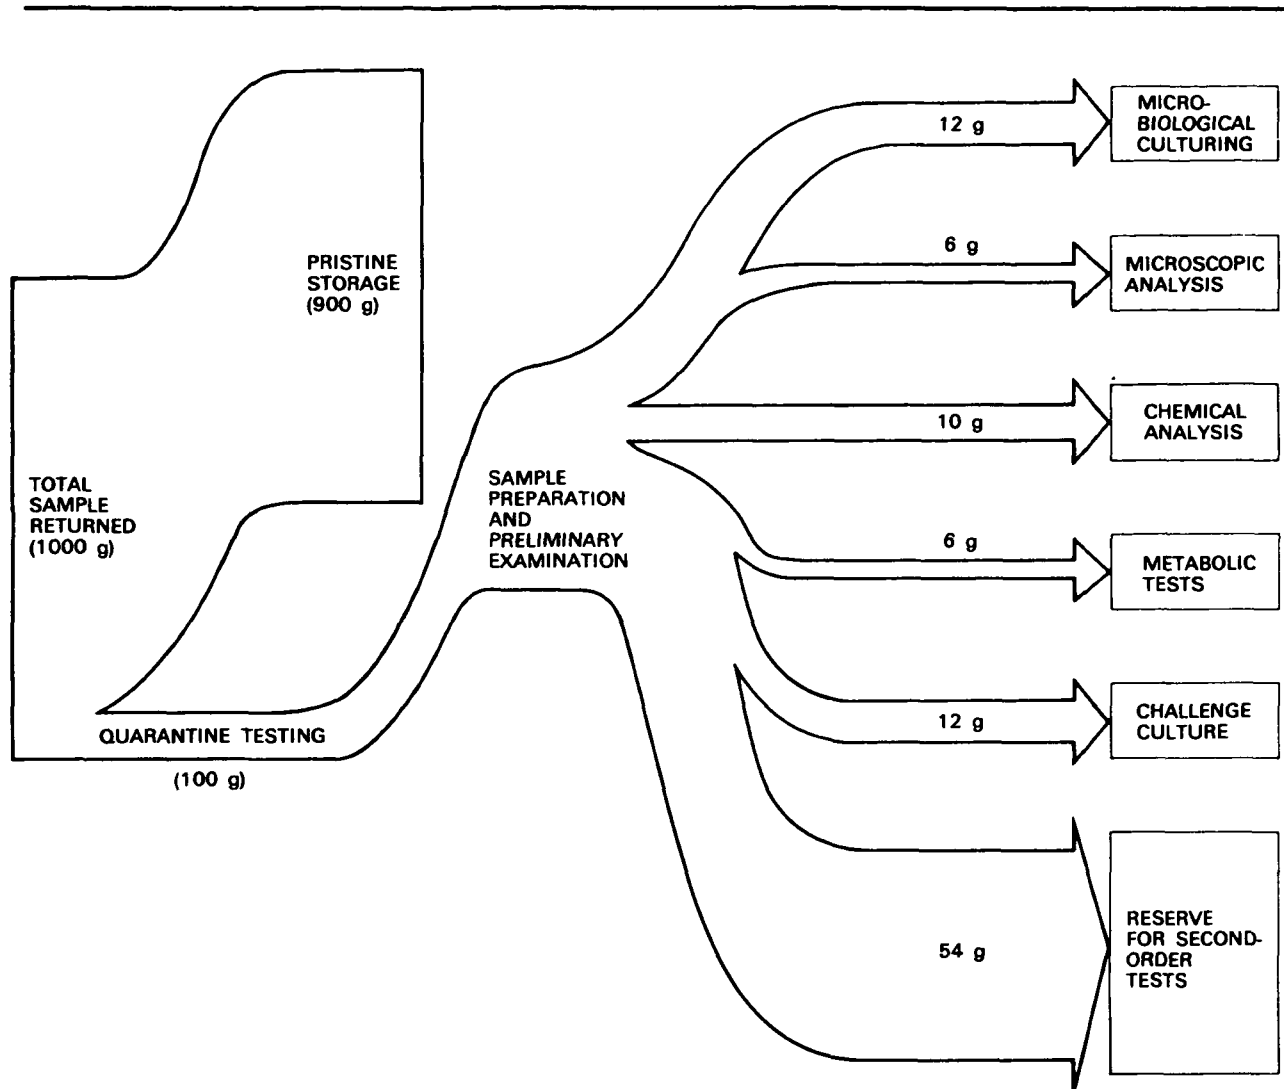 TOTAL
SAMPLE
RETURNED
(1000 g)
PRISTINE
STORAGE
(900 g)
QUARANTINE TESTING
(100 g)
SAMPLE
PREPARATION
AND
PRELIMINARY
EXAMINATION
12 g
MICRO-
BIOLOGICAL
CULTURING
6 g
MICROSCOPIC
ANALYSIS
10 g
CHEMICAL
ANALYSIS
6 g
METABOLIC
TESTS
12 g
CHALLENGE
CULTURE
54 g
RESERVE
FOR SECOND-
ORDER
TESTS